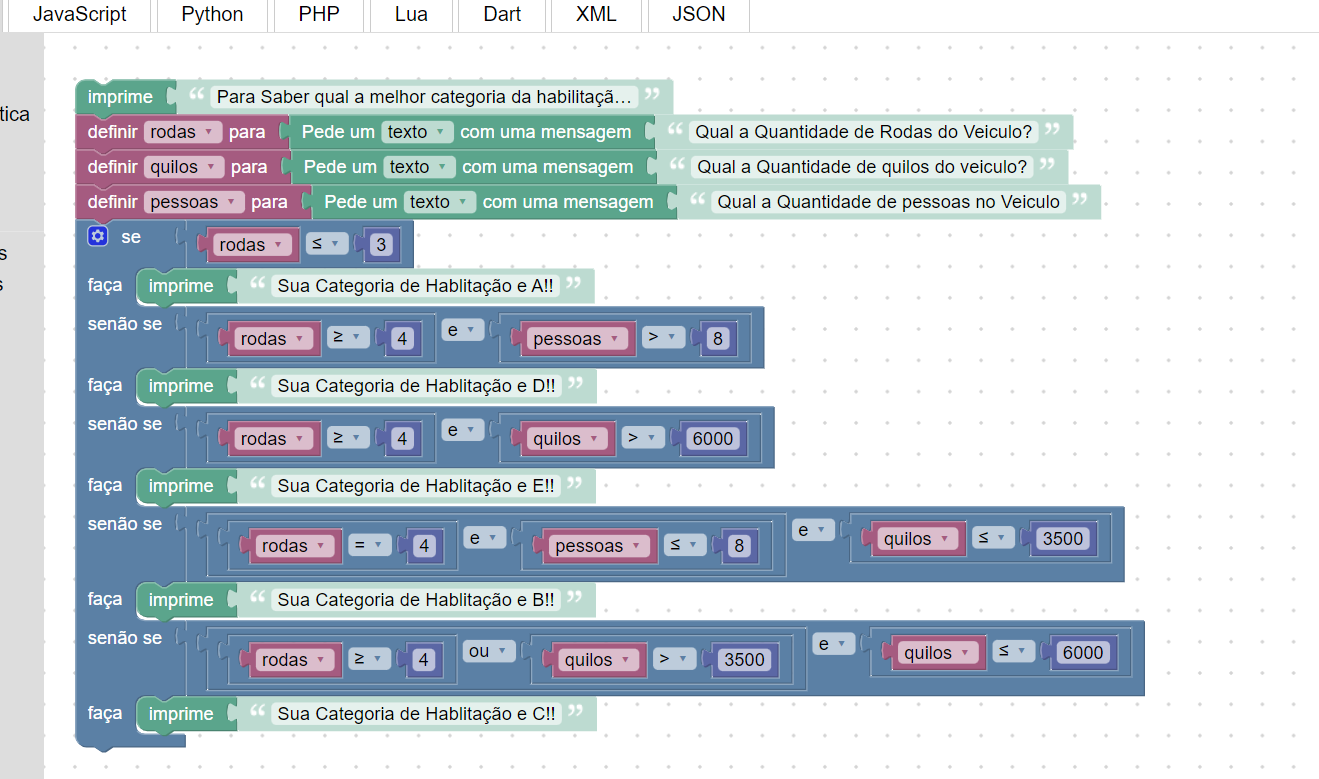 JavaScript Python PHP Lua Dart XML JSON
tica
s
s
imprime “ Para Saber qual a melhor categoria da habilitaçã… ”
definir rodas para Pede um texto com uma mensagem “ Qual a Quantidade de Rodas do Veiculo? ”
definir quilos para Pede um texto com uma mensagem “ Qual a Quantidade de quilos do veiculo? ”
definir pessoas para Pede um texto com uma mensagem “ Qual a Quantidade de pessoas no Veiculo ”
se rodas ≤ 3
faça imprime “ Sua Categoria de Hablitação e A!! ”
senão se rodas ≥ 4 e pessoas > 8
faça imprime “ Sua Categoria de Hablitação e D!! ”
senão se rodas ≥ 4 e quilos > 6000
faça imprime “ Sua Categoria de Hablitação e E!! ”
senão se rodas = 4 e pessoas ≤ 8 e quilos ≤ 3500
faça imprime “ Sua Categoria de Hablitação e B!! ”
senão se rodas ≥ 4 ou quilos > 3500 e quilos ≤ 6000
faça imprime “ Sua Categoria de Hablitação e C!! ”